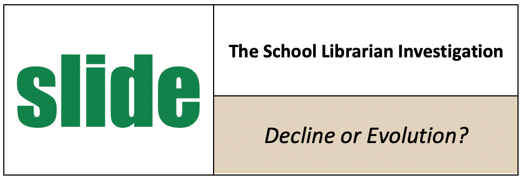 slide
The School Librarian Investigation
Decline or Evolution?